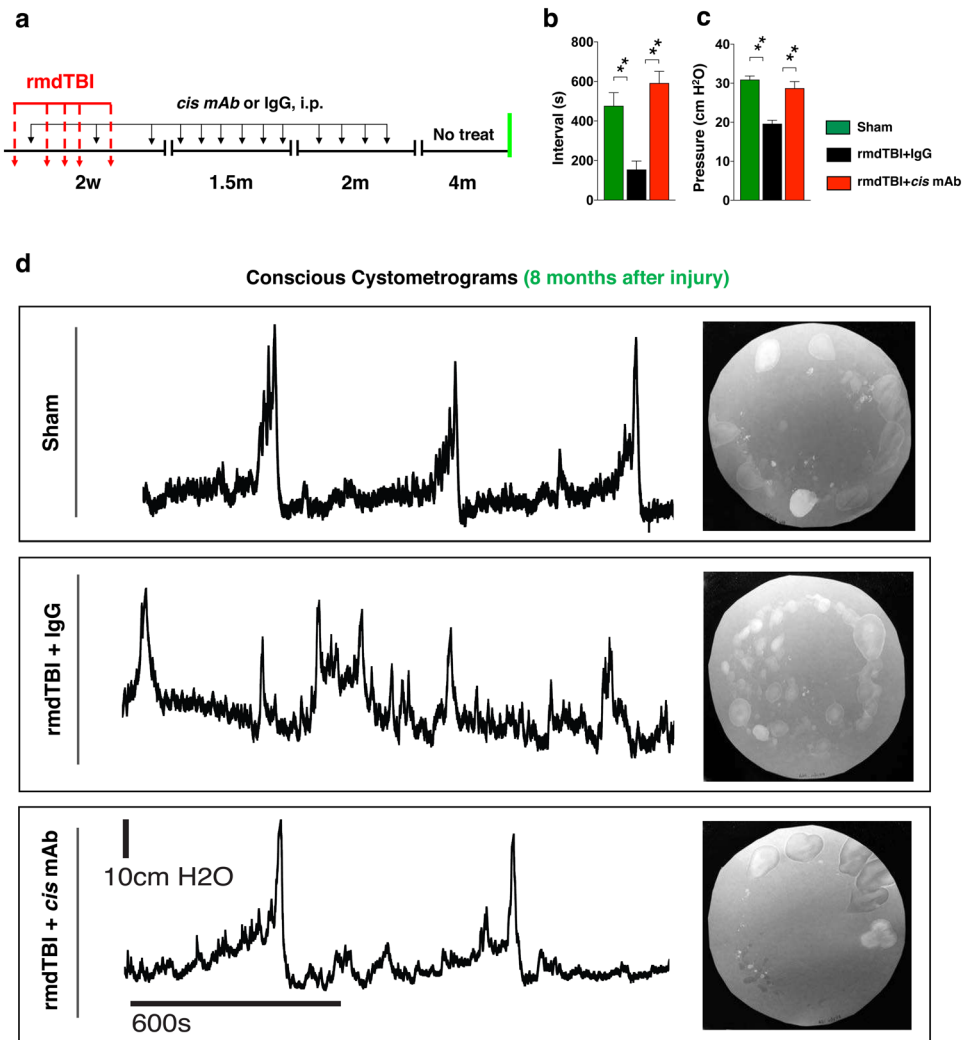 a
rmdTBI
cis mAb or IgG, i.p.
No treat
2w
1.5m
2m
4m
b
800
600
400
200
0
Interval (s)
**
**
c
40
30
20
10
0
Pressure (cm H²O)
**
**
Sham
rmdTBI+IgG
rmdTBI+cis mAb
d
Conscious Cystometrograms (8 months after injury)
Sham
rmdTBI + IgG
rmdTBI + cis mAb
10cm H2O
600s